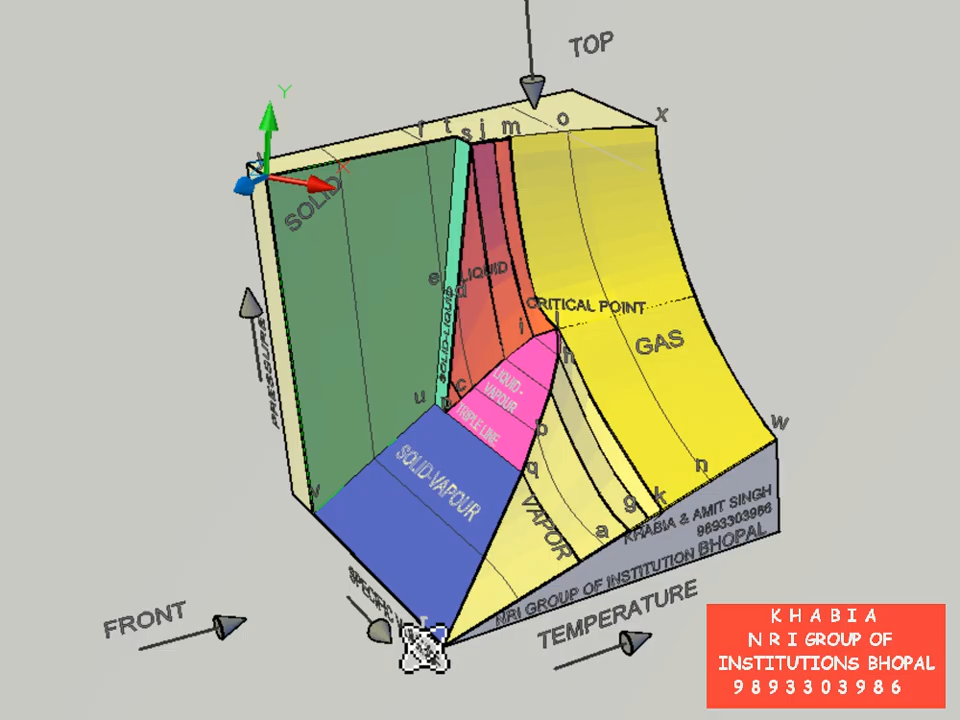 TOP
Y
X
r t s j m o x
SOLID
e
d
LIQUID
PRESSURE
SOLID-LIQUID
CRITICAL POINT
i
h
GAS
u
c
b
LIQUID-
VAPOUR
TRIPLE LINE
p
q
w
n
v
SOLID-VAPOUR
VAPOR
a
g
k
KHABIA & AMIT SINGH
9893303986
NRI GROUP OF INSTITUTION BHOPAL
SPECIFIC
FRONT
TEMPERATURE
K H A B I A
N R I GROUP OF
INSTITUTIONS BHOPAL
9 8 9 3 3 0 3 9 8 6